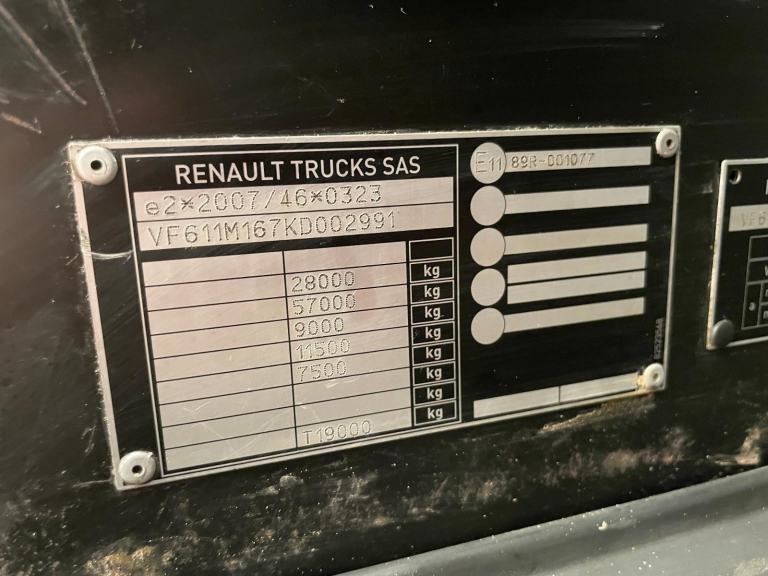 RENAULT TRUCKS SAS
e2*2007/46*0323
VF611M167KD002991
28000 kg
57000 kg
9000 kg
11500 kg
7500 kg
kg
kg
kg
T19000
E11 89R-001077